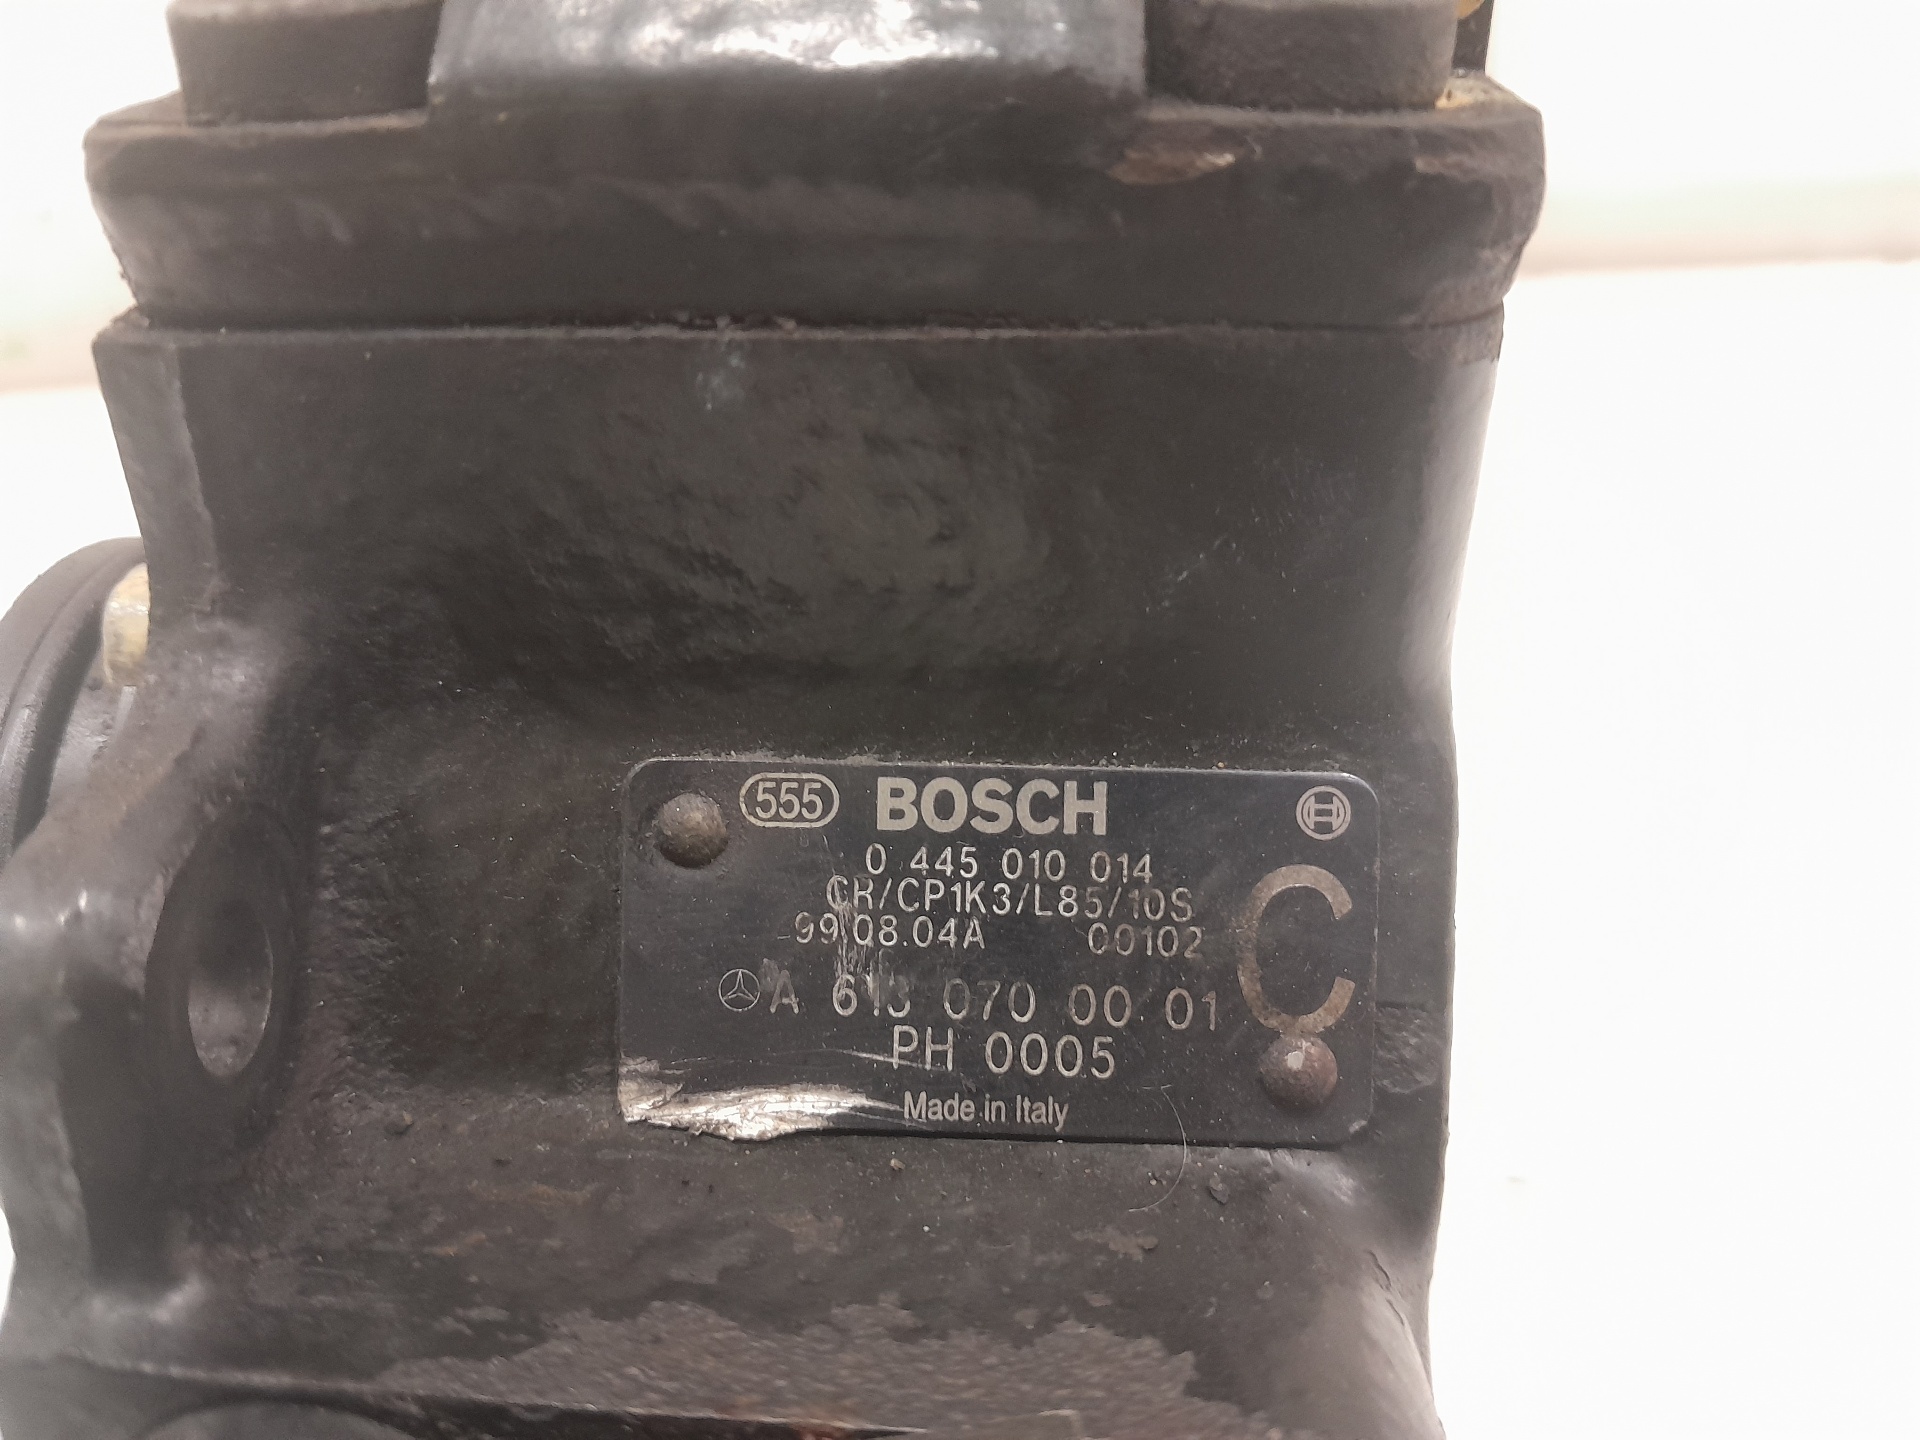 555 BOSCH
0 445 010 014
CR/CP1K3/L85/10S
99.08.04A 00102
C
A 613 070 00 01
PH 0005
Made in Italy